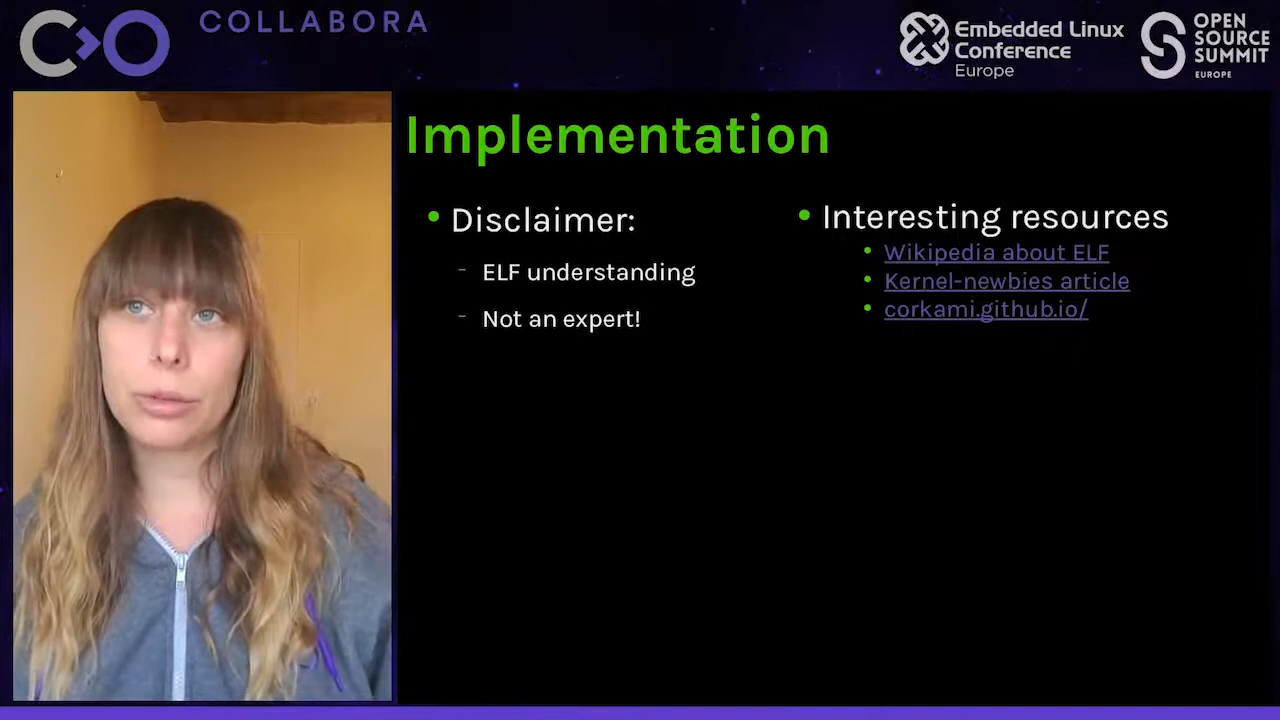 COLLABORA
Embedded Linux
Conference
Europe
OPEN
SOURCE
SUMMIT
EUROPE
Implementation
• Disclaimer:
– ELF understanding
– Not an expert!
• Interesting resources
• Wikipedia about ELF
• Kernel-newbies article
• corkami.github.io/